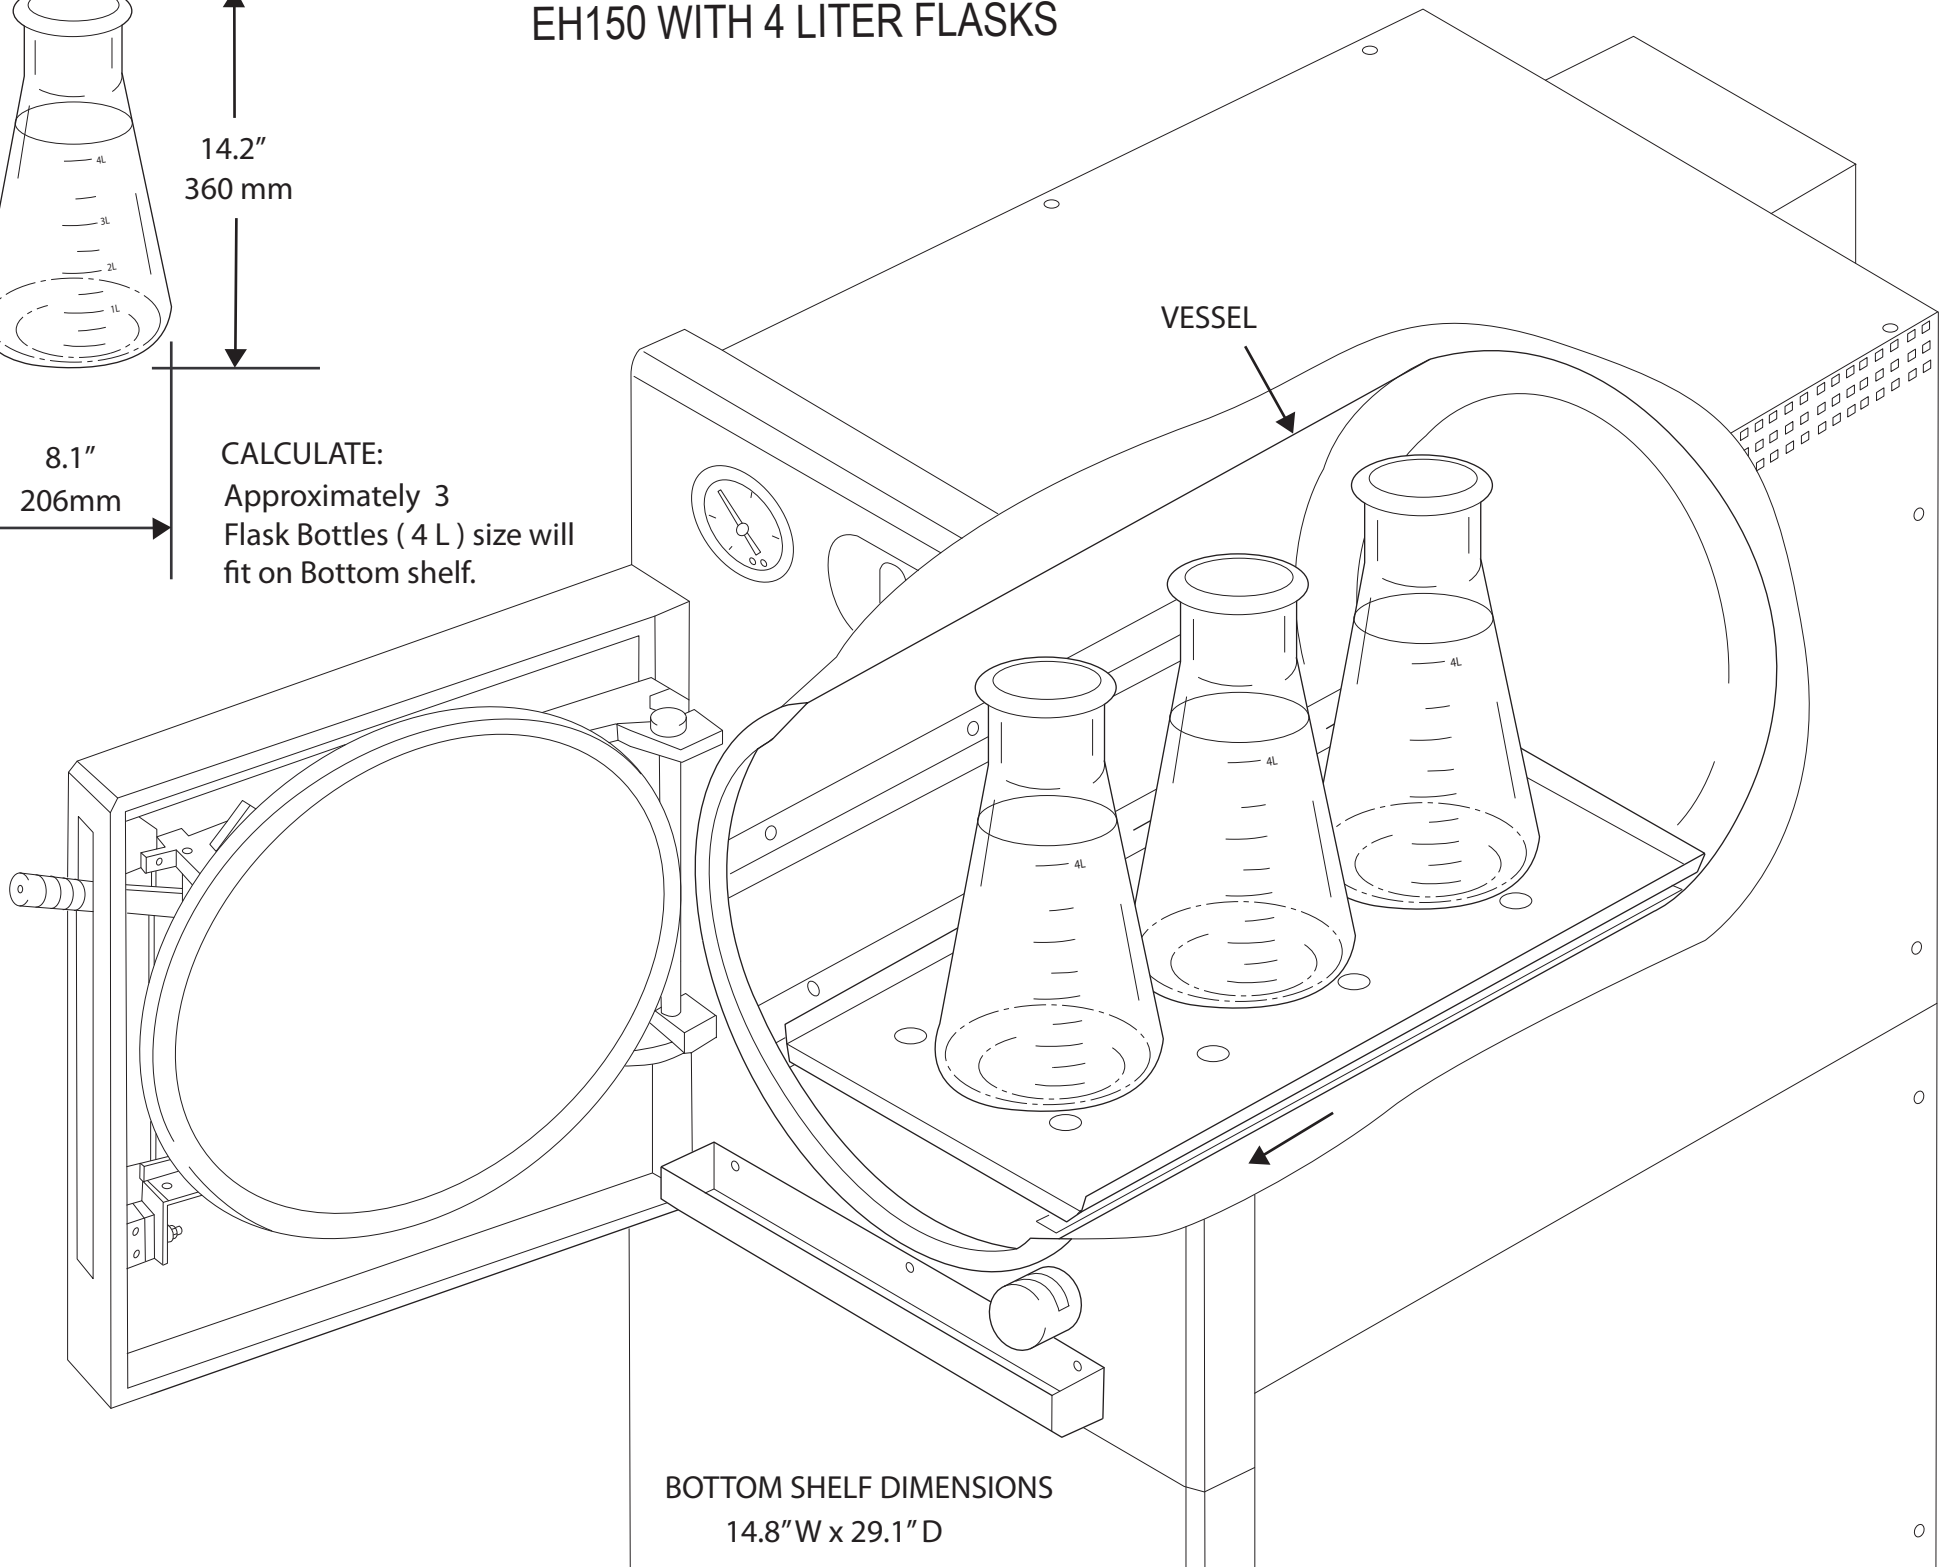 EH150 WITH 4 LITER FLASKS
14.2”
360 mm
4L
3L
2L
1L
8.1”
206mm
CALCULATE:
Approximately 3
Flask Bottles ( 4 L ) size will
fit on Bottom shelf.
VESSEL
4L
4L
4L
BOTTOM SHELF DIMENSIONS
14.8” W x 29.1” D